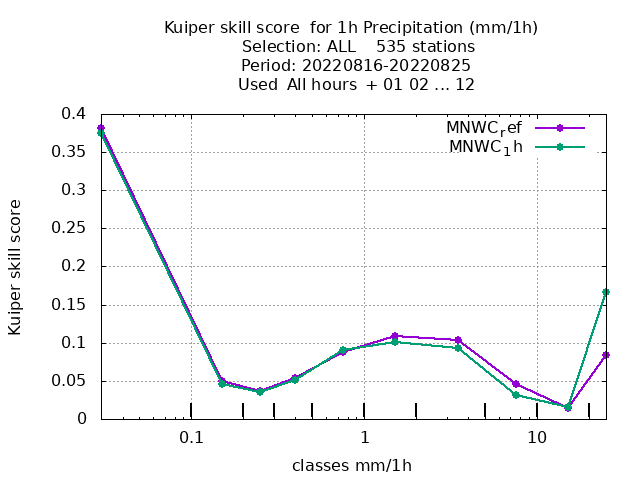 Kuiper skill score for 1h Precipitation (mm/1h)
Selection: ALL 535 stations
Period: 20220816-20220825
Used All hours + 01 02 ... 12
MNWC_ref
MNWC_1h
0.4
0.35
0.3
0.25
0.2
0.15
0.1
0.05
0
Kuiper skill score
0.1 1 10
classes mm/1h